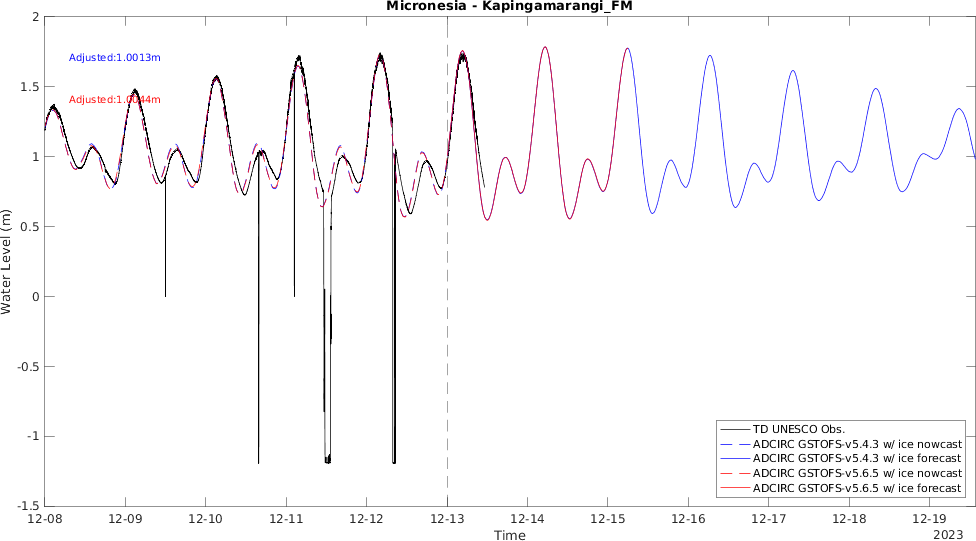 Micronesia - Kapingamarangi_FM
Adjusted:1.0013m
Adjusted:1.0044m
Water Level (m)
2
1.5
1
0.5
0
-0.5
-1
-1.5
12-08 12-09 12-10 12-11 12-12 12-13 12-14 12-15 12-16 12-17 12-18 12-19
Time
2023
TD UNESCO Obs.
ADCIRC GSTOFS-v5.4.3 w/ ice nowcast
ADCIRC GSTOFS-v5.4.3 w/ ice forecast
ADCIRC GSTOFS-v5.6.5 w/ ice nowcast
ADCIRC GSTOFS-v5.6.5 w/ ice forecast